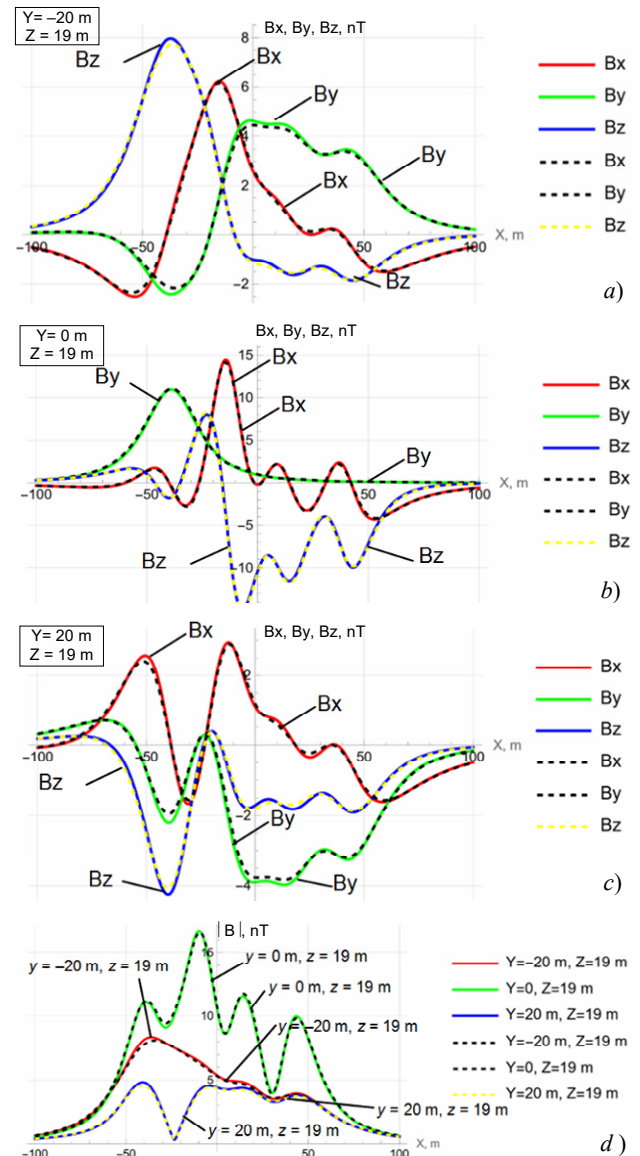 Y= –20 m
Z = 19 m
Bx, By, Bz, nT
8
Bz
Bx
6
By
4
By
2
Bx
X, m
−100
−50
50
100
−2
Bz
Bx
By
Bz
Bx
By
Bz
a)
Y= 0 m
Z = 19 m
Bx, By, Bz, nT
15
By
Bx
10
Bx
5
By
X, m
−100
−50
50
100
−5
Bz
−10
Bz
Bx
By
Bz
Bx
By
Bz
b)
Y= 20 m
Z = 19 m
Bx, By, Bz, nT
Bx
2
Bx
X, m
−100
−50
50
100
Bz
−2
By
Bz
−4
By
Bx
By
Bz
Bx
By
Bz
c)
|B|, nT
15
y = –20 m, z = 19 m
y = 0 m, z = 19 m
y = 0 m, z = 19 m
10
y = –20 m, z = 19 m
5
y = 20 m, z = 19 m
y = 20 m, z = 19 m
X, m
−100
−50
50
100
Y=−20 m, Z=19 m
Y=0, Z=19 m
Y=20 m, Z=19 m
Y=−20 m, Z=19 m
Y=0, Z=19 m
Y=20 m, Z=19 m
d )